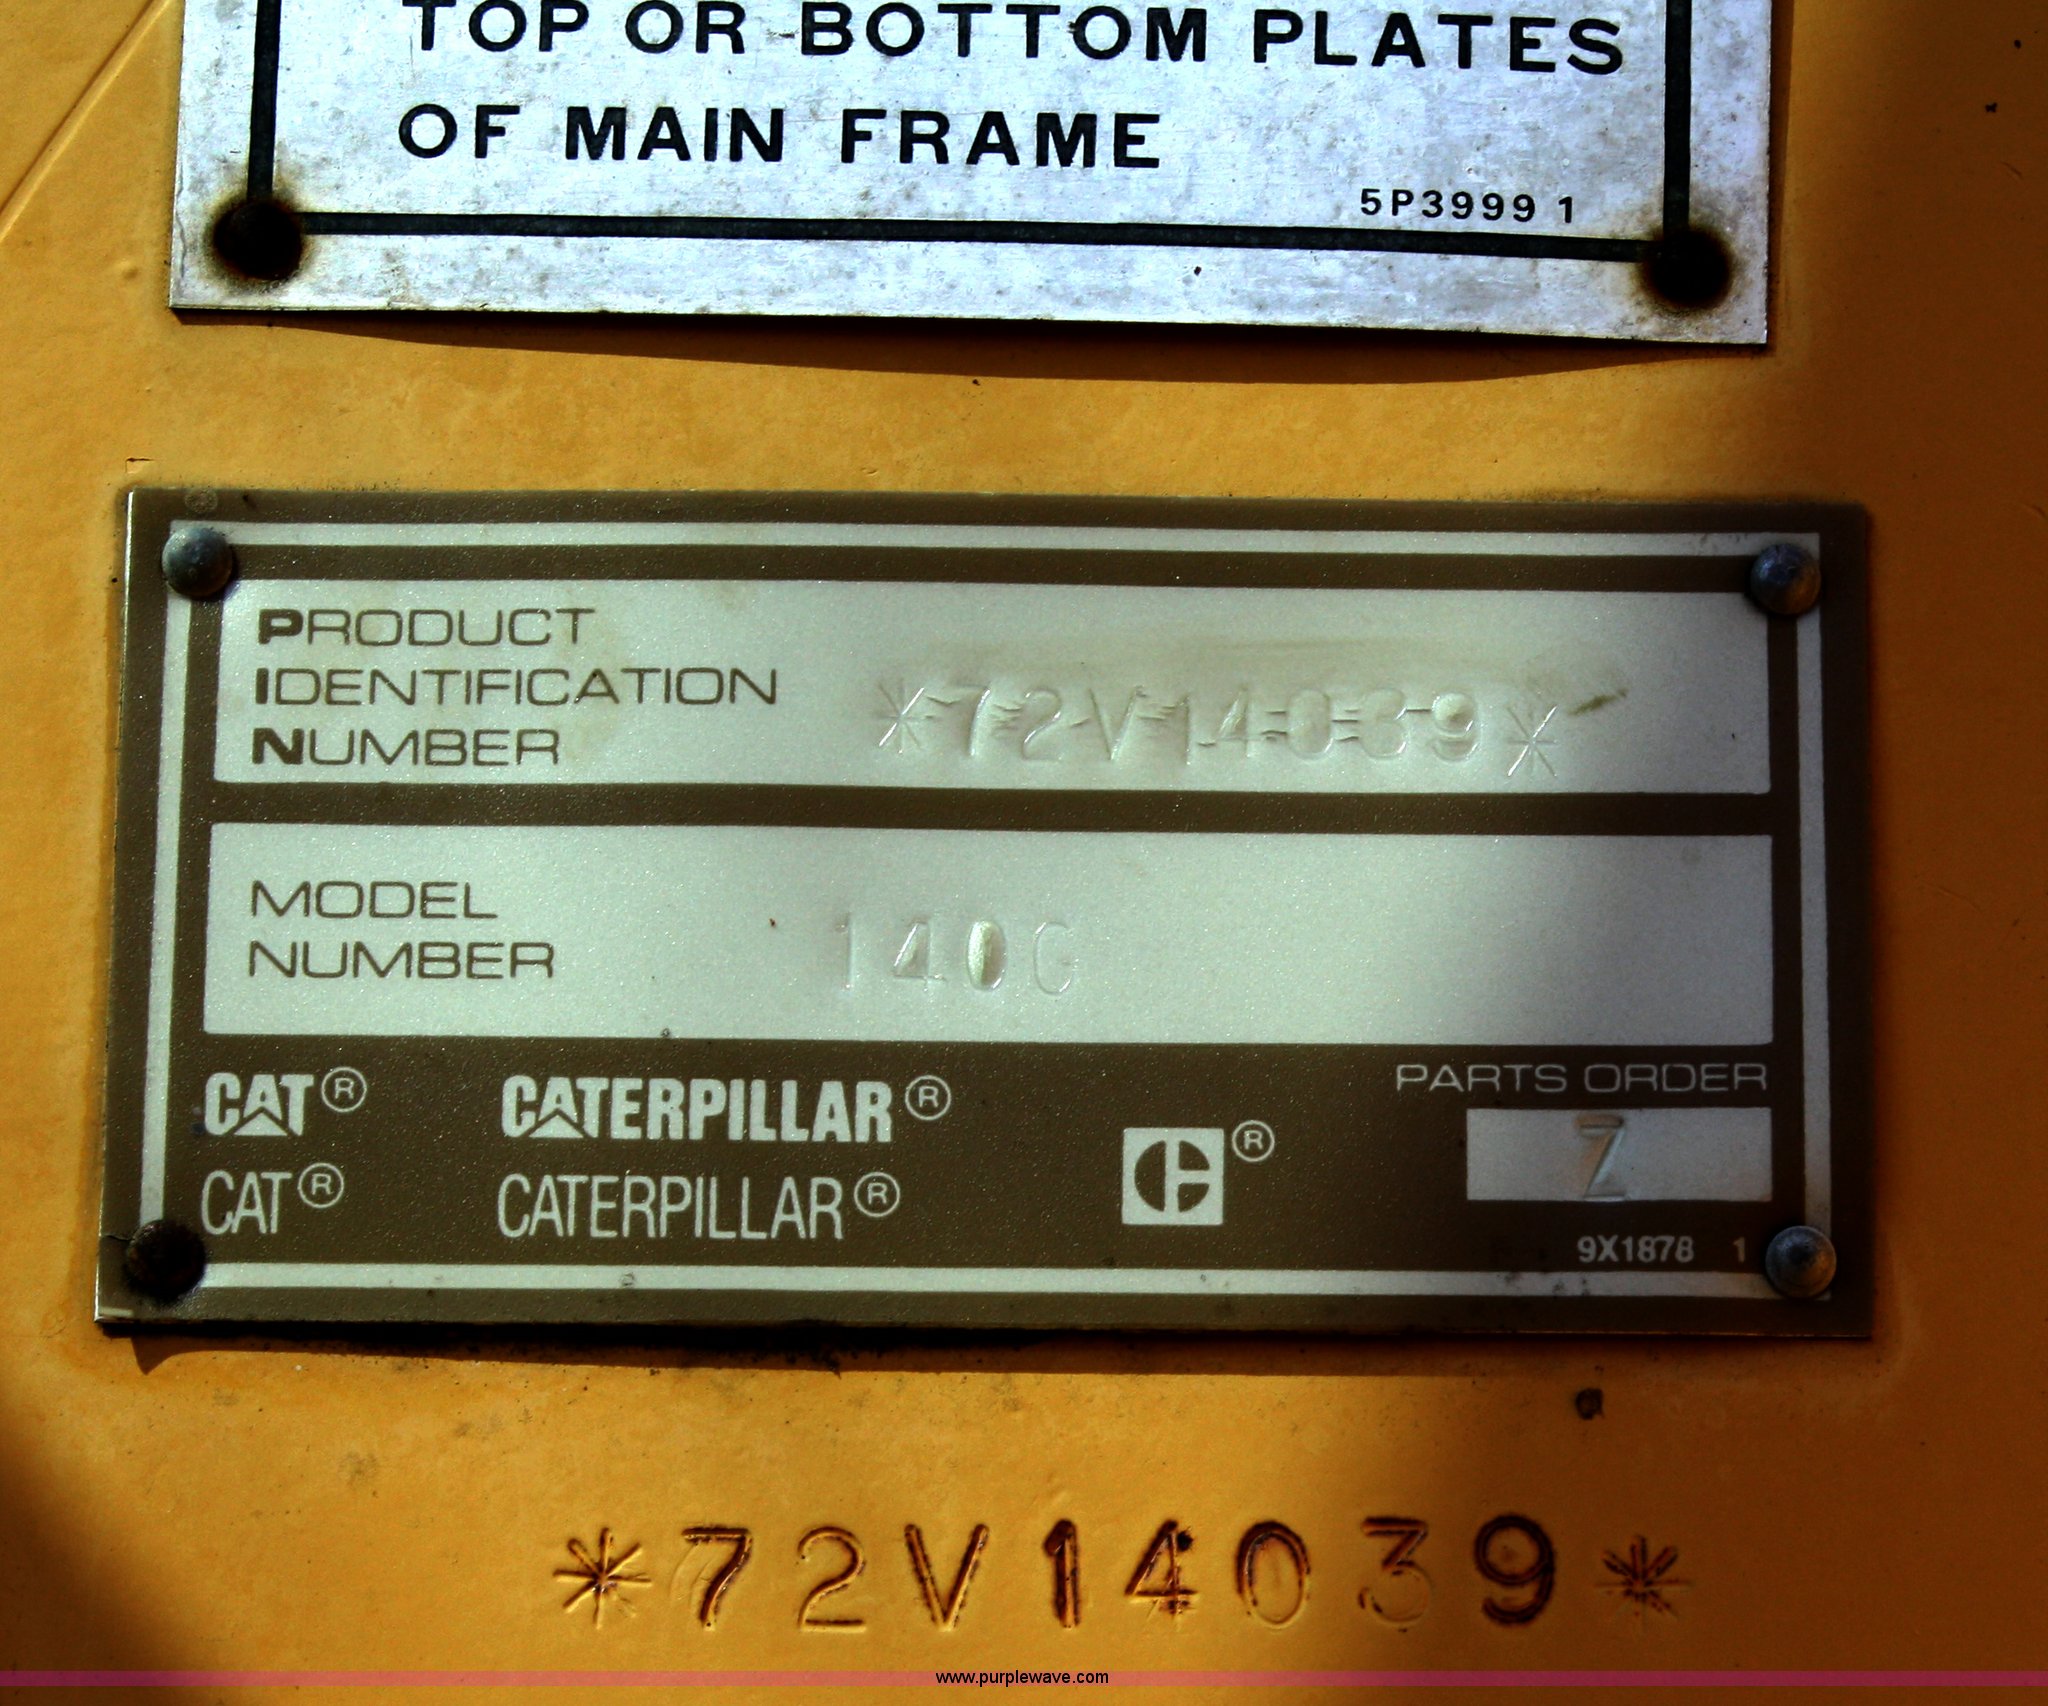 TOP OR BOTTOM PLATES
OF MAIN FRAME
5P3999 1
PRODUCT
IDENTIFICATION
NUMBER
*72V14039*
MODEL
NUMBER
140G
CAT® CATERPILLAR®
CAT® CATERPILLAR®
C®
PARTS ORDER
Z
9X1878 1
*72V14039*
www.purplewave.com